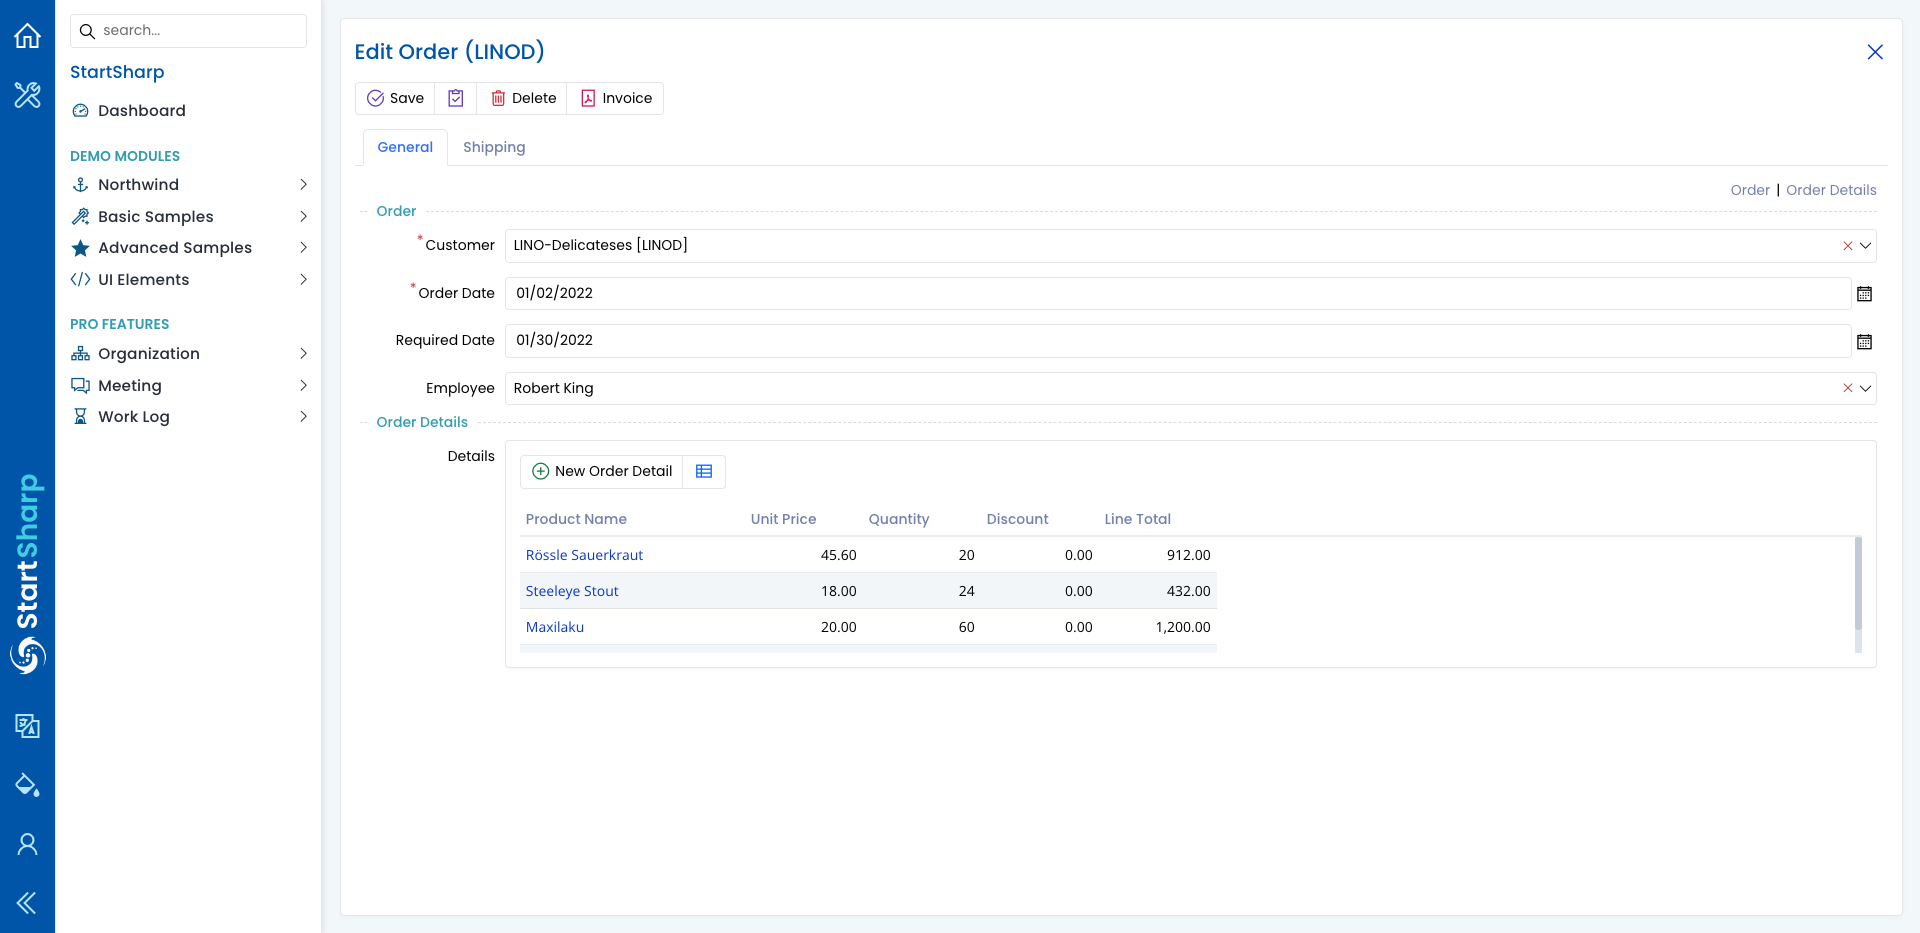 search...
StartSharp
Dashboard
DEMO MODULES
Northwind
Basic Samples
Advanced Samples
UI Elements
PRO FEATURES
Organization
Meeting
Work Log
StartSharp
Edit Order (LINOD)
Save
Delete
Invoice
General
Shipping
Order | Order Details
Order
* Customer
LINO-Delicateses [LINOD]
* Order Date
01/02/2022
Required Date
01/30/2022
Employee
Robert King
Order Details
Details
New Order Detail
Product Name Unit Price Quantity Discount Line Total
Rössle Sauerkraut 45.60 20 0.00 912.00
Steeleye Stout 18.00 24 0.00 432.00
Maxilaku 20.00 60 0.00 1,200.00